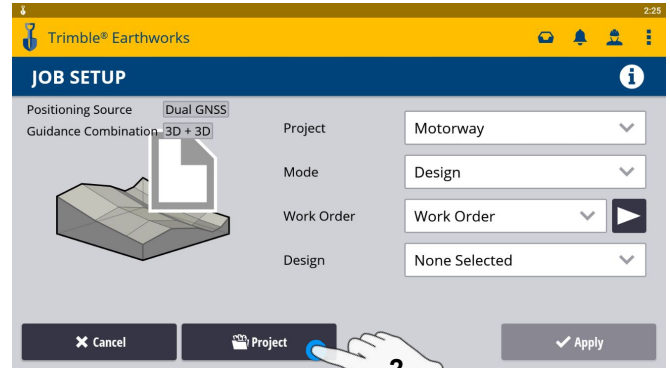 2:25
Trimble® Earthworks
JOB SETUP
Positioning Source Dual GNSS
Guidance Combination 3D + 3D
Project Motorway
Mode Design
Work Order Work Order
Design None Selected
Cancel Project Apply